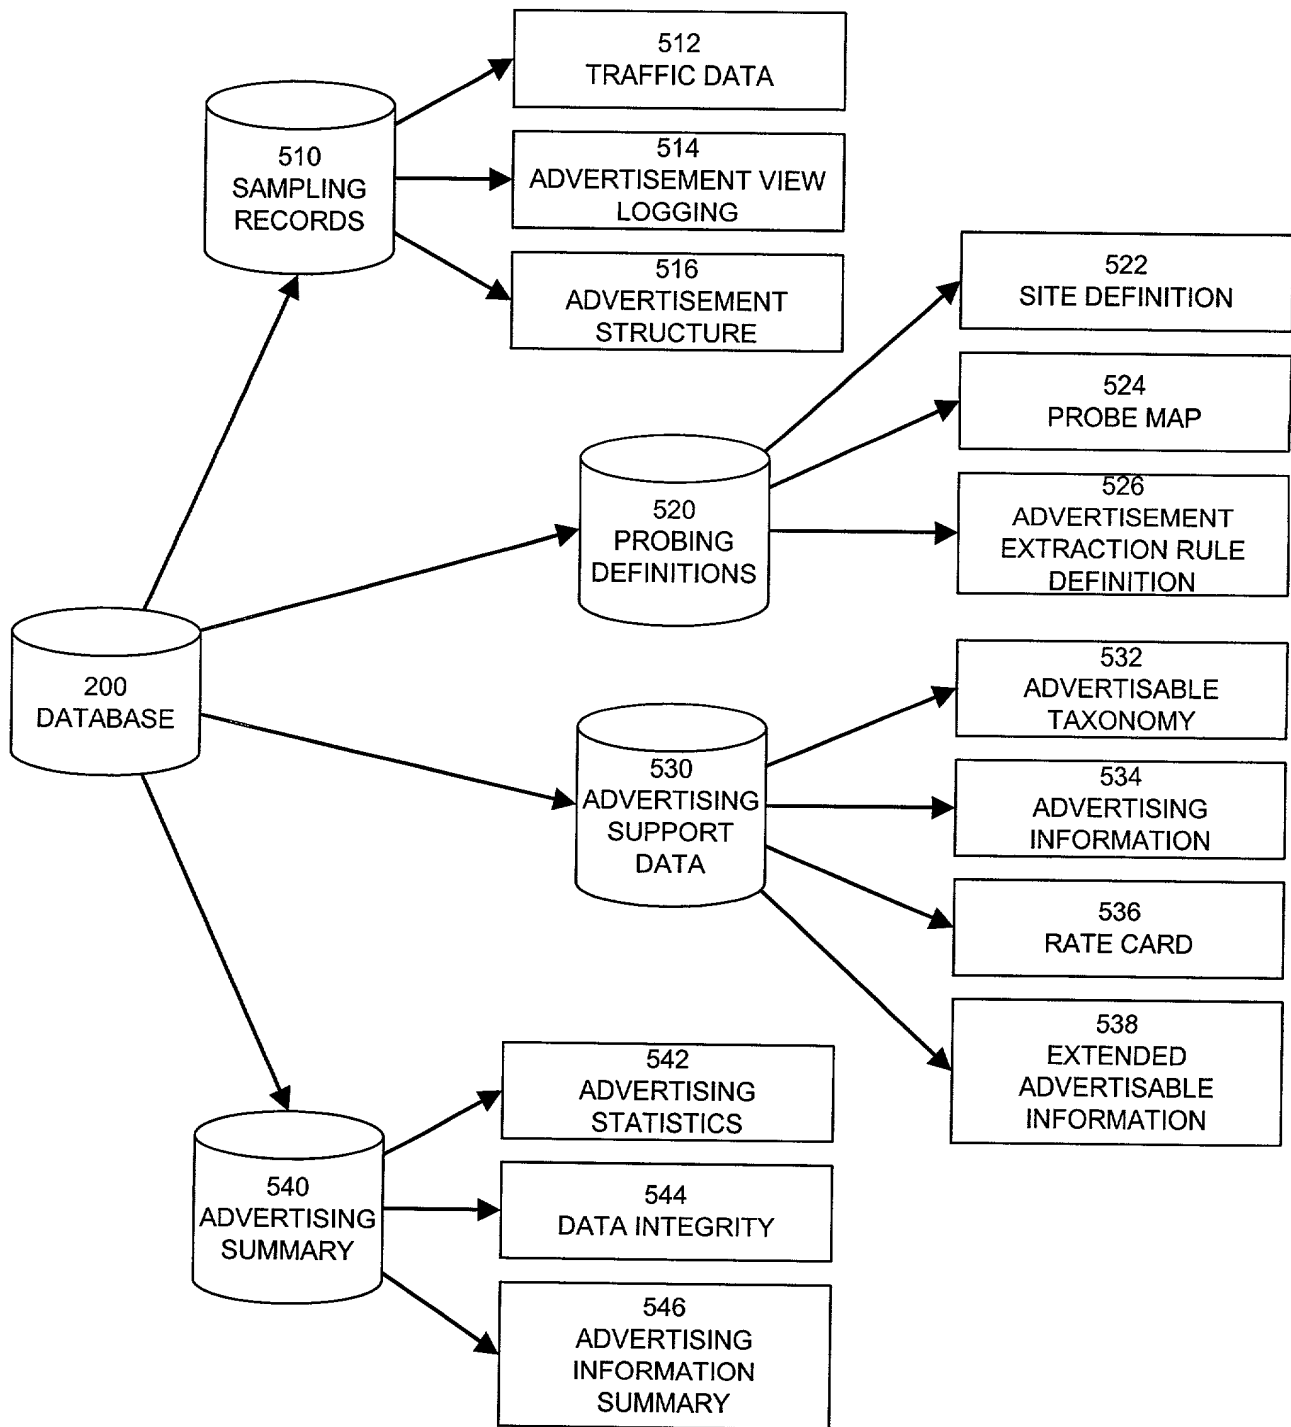 512
TRAFFIC DATA
510
SAMPLING
RECORDS
514
ADVERTISEMENT VIEW
LOGGING
516
ADVERTISEMENT
STRUCTURE
522
SITE DEFINITION
524
PROBE MAP
520
PROBING
DEFINITIONS
526
ADVERTISEMENT
EXTRACTION RULE
DEFINITION
200
DATABASE
532
ADVERTISABLE
TAXONOMY
530
ADVERTISING
SUPPORT
DATA
534
ADVERTISING
INFORMATION
536
RATE CARD
538
EXTENDED
ADVERTISABLE
INFORMATION
542
ADVERTISING
STATISTICS
540
ADVERTISING
SUMMARY
544
DATA INTEGRITY
546
ADVERTISING
INFORMATION
SUMMARY